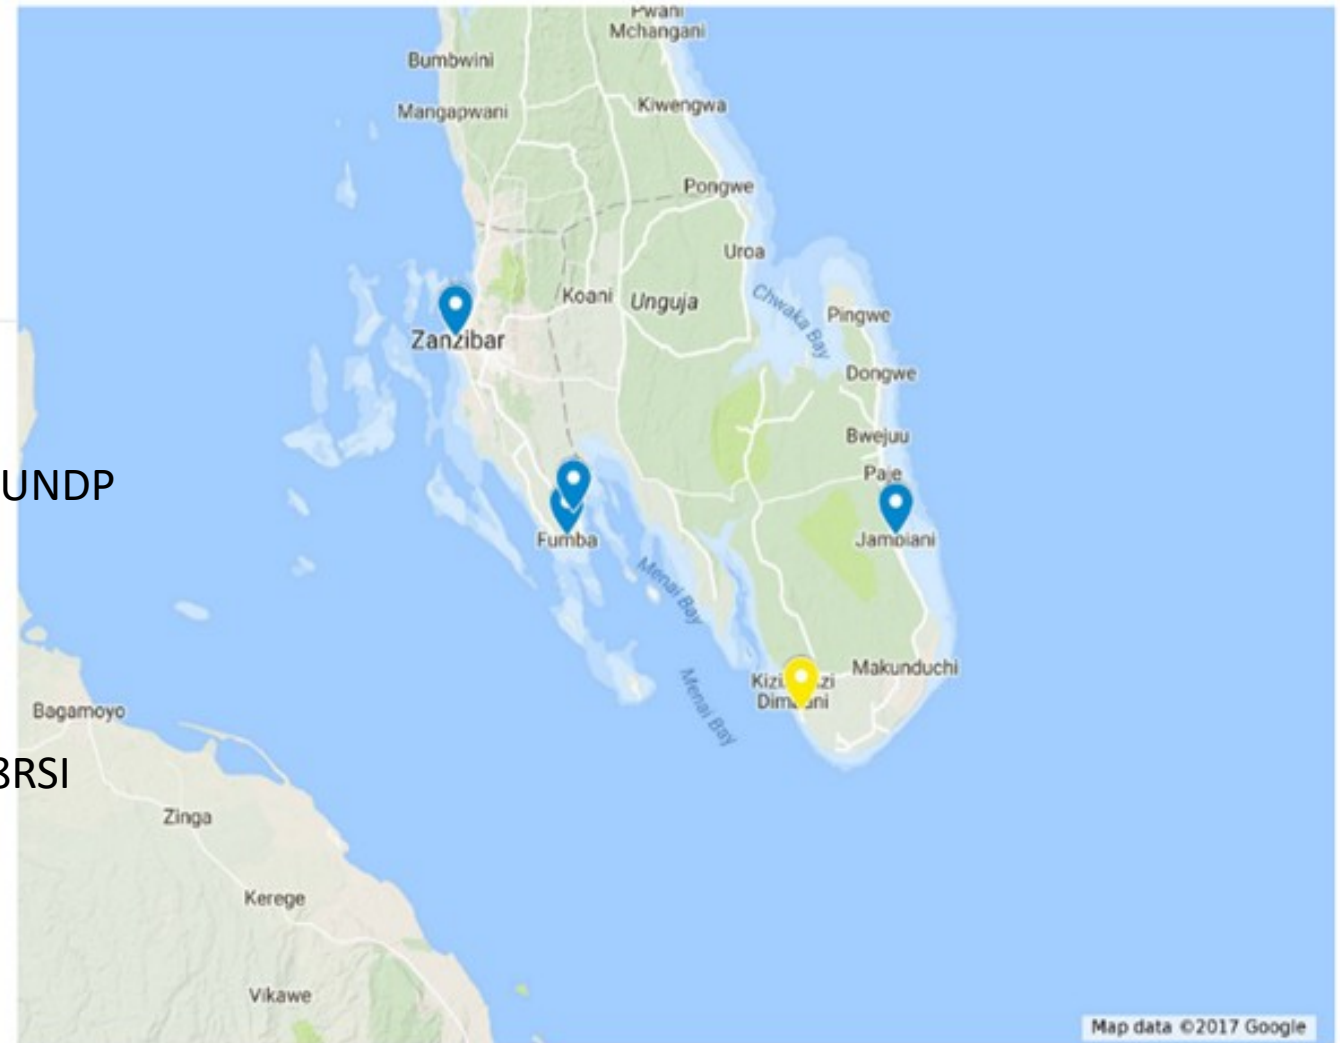 Pwani
Mchangani
Bumbwini
Mangapwani
Kiwengwa
Pongwe
Uroa
Koani
Unguja
Chwaka Bay
Pingwe
Zanzibar
Dongwe
Bwejuu
Paje
UNDP
Fumba
Jambiani
Menai Bay
Makunduchi
Menai Bay
Bagamoyo
BRSI
Zinga
Kerege
Vikawe
Map data ©2017 Google